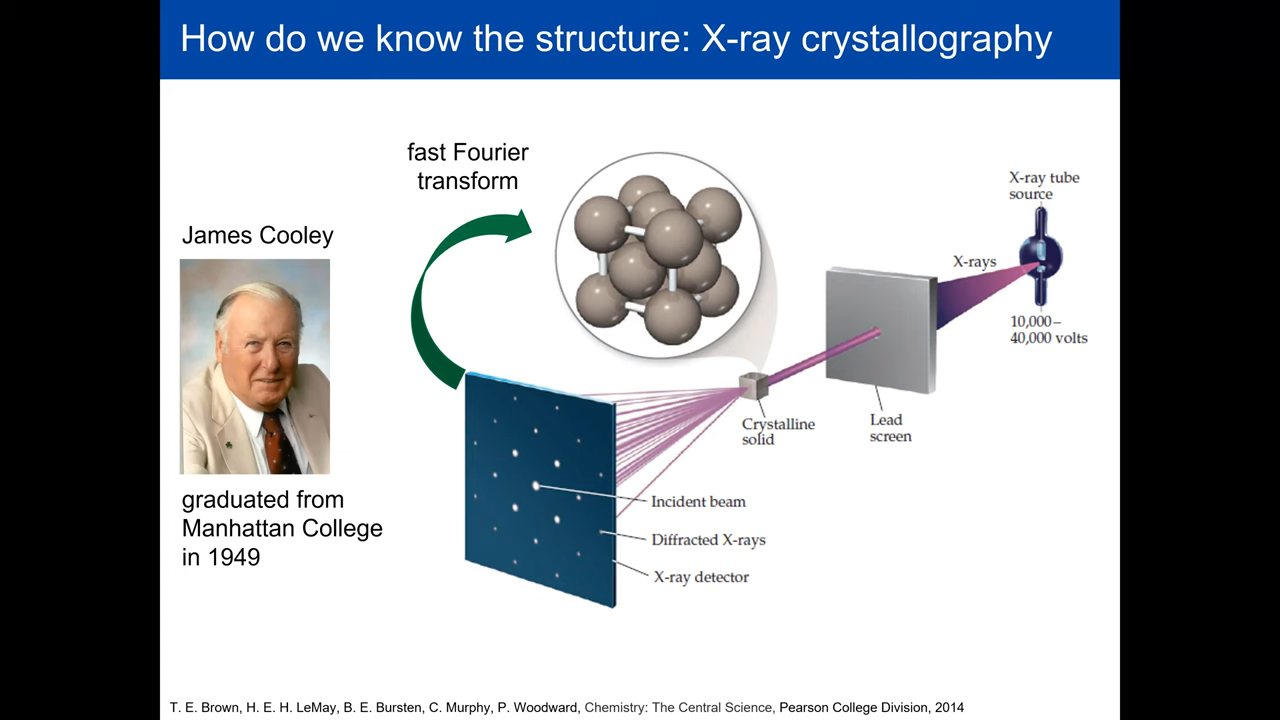 How do we know the structure: X-ray crystallography
fast Fourier
transform
James Cooley
graduated from
Manhattan College
in 1949
X-ray tube
source
X-rays
10,000–
40,000 volts
Lead
screen
Crystalline
solid
Incident beam
Diffracted X-rays
X-ray detector
T. E. Brown, H. E. H. LeMay, B. E. Bursten, C. Murphy, P. Woodward, Chemistry: The Central Science, Pearson College Division, 2014